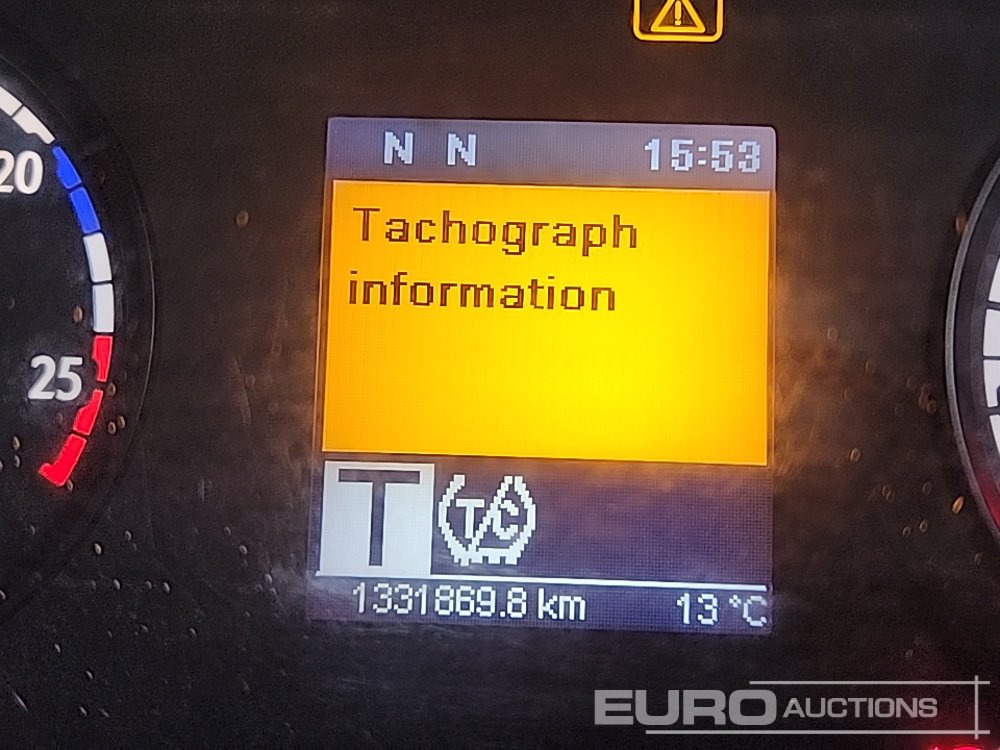 N N 15:53
Tachograph
information
20
25
T T/C
1331869.8 km 13 °C
EURO AUCTIONS